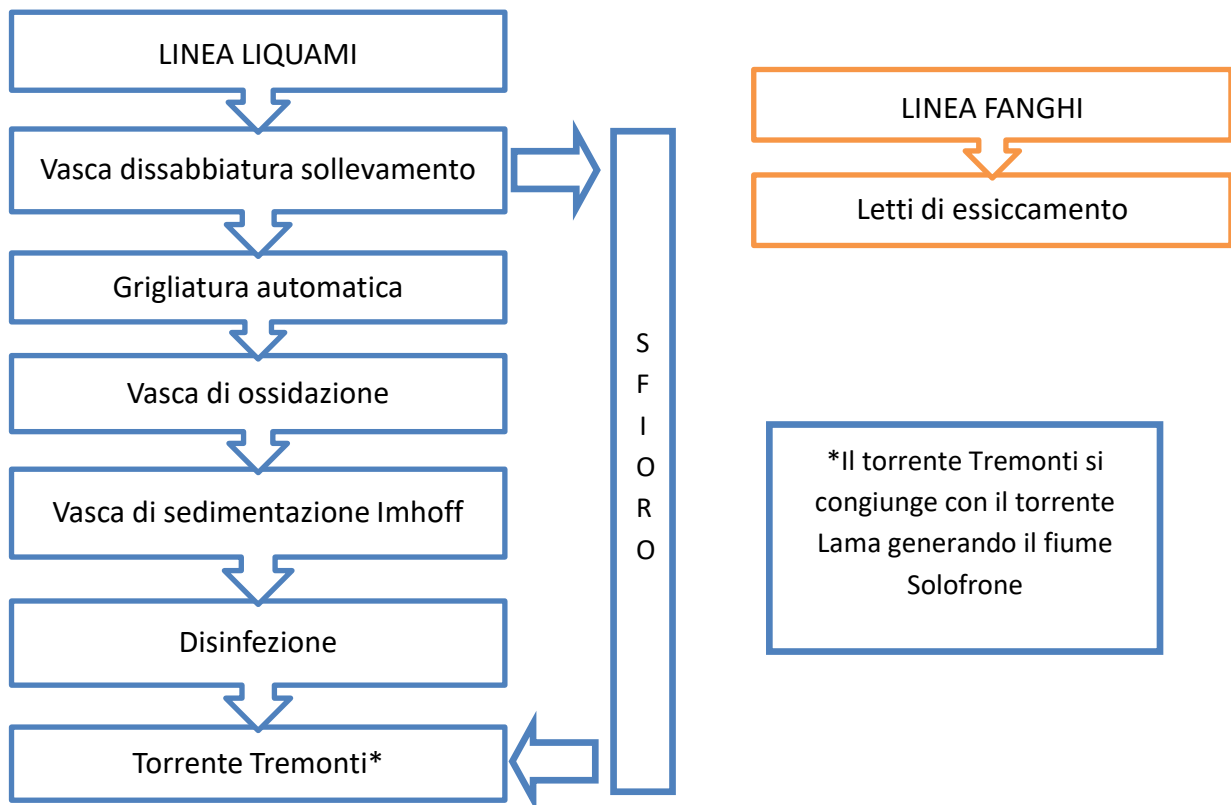 LINEA LIQUAMI
Vasca dissabbiatura sollevamento
Grigliatura automatica
Vasca di ossidazione
Vasca di sedimentazione Imhoff
Disinfezione
Torrente Tremonti*
S
F
I
O
R
O
LINEA FANGHI
Letti di essiccamento
*Il torrente Tremonti si
congiunge con il torrente
Lama generando il fiume
Solofrone